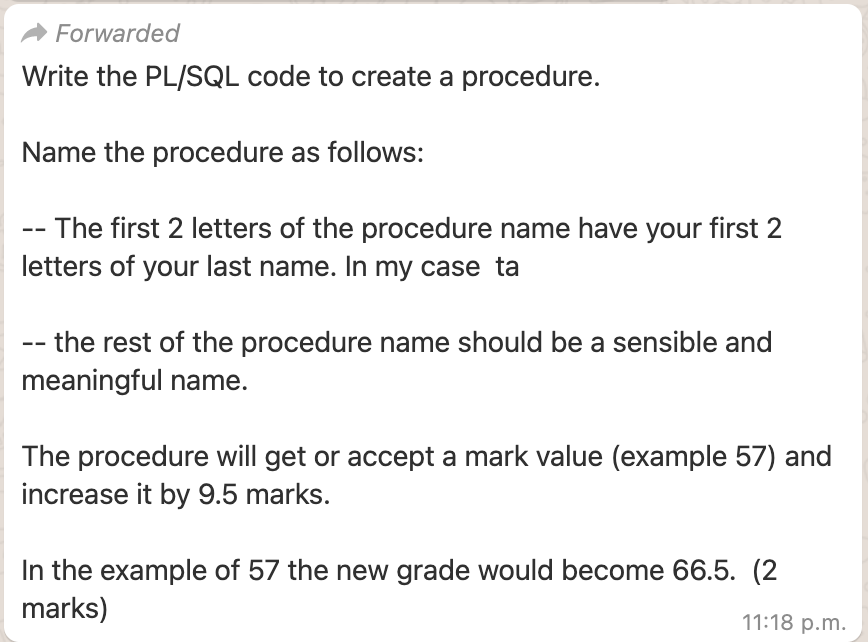 Forwarded
Write the PL/SQL code to create a procedure.
Name the procedure as follows:
-- The first 2 letters of the procedure name have your first 2
letters of your last name. In my case  ta
-- the rest of the procedure name should be a sensible and
meaningful name.
The procedure will get or accept a mark value (example 57) and
increase it by 9.5 marks.
In the example of 57 the new grade would become 66.5.  (2
marks)
11:18 p.m.